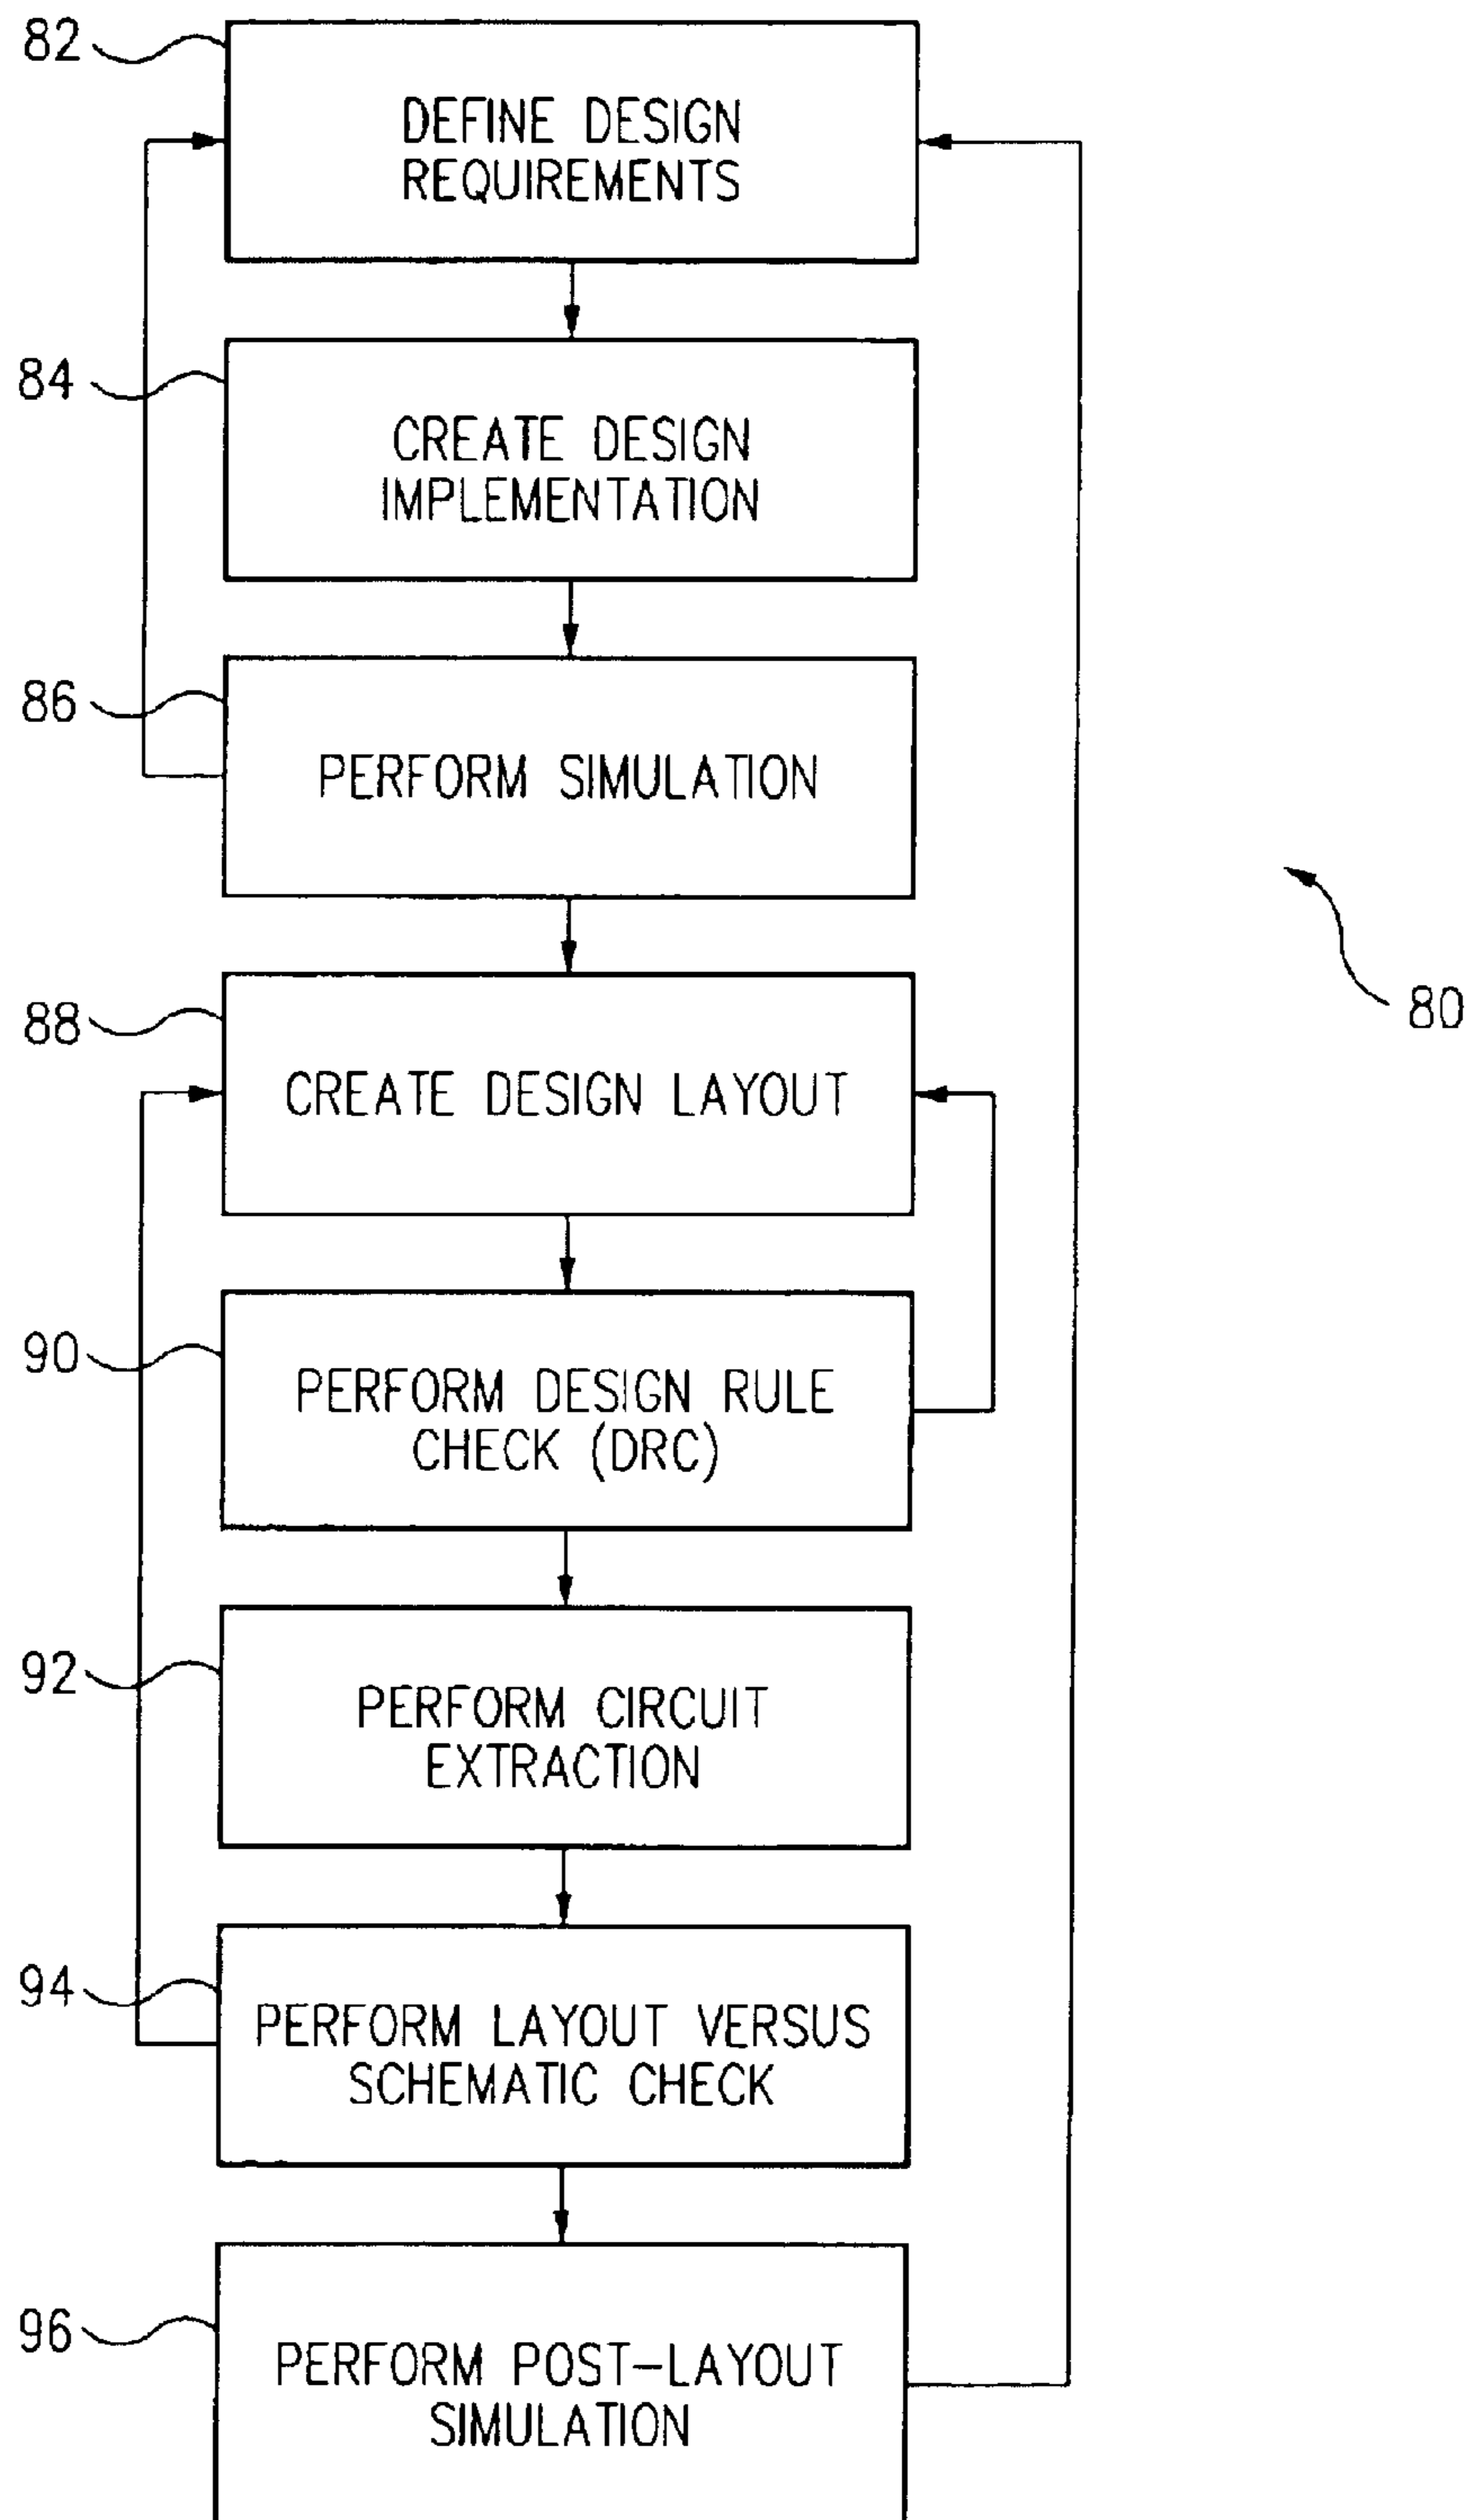 82
DEFINE DESIGN
REQUIREMENTS
84
CREATE DESIGN
IMPLEMENTATION
86
PERFORM SIMULATION
80
88
CREATE DESIGN LAYOUT
90
PERFORM DESIGN RULE
CHECK (DRC)
92
PERFORM CIRCUIT
EXTRACTION
94
PERFORM LAYOUT VERSUS
SCHEMATIC CHECK
96
PERFORM POST-LAYOUT
SIMULATION